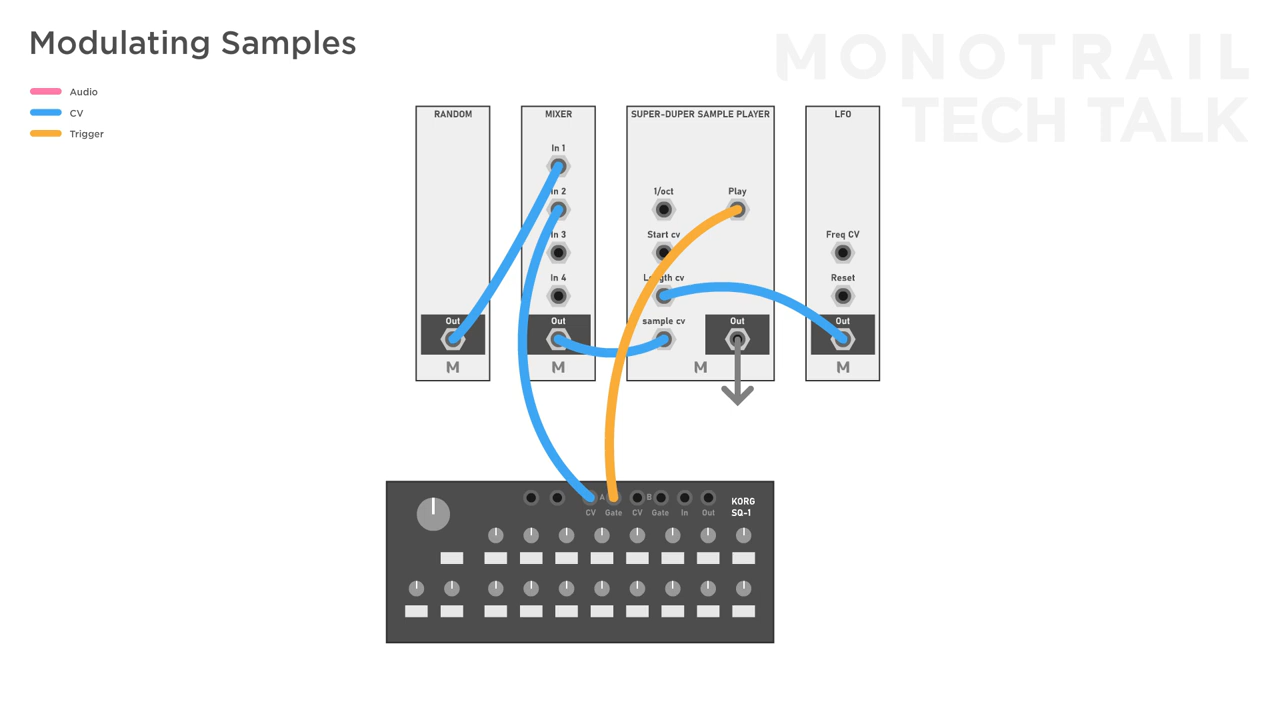 Modulating Samples
MONOTRAIL
TECH TALK
Audio
CV
Trigger
RANDOM
Out
M
MIXER
In 1
In 2
In 3
In 4
Out
M
SUPER-DUPER SAMPLE PLAYER
1/oct
Play
Start cv
Length cv
sample cv
Out
M
LFO
Freq CV
Reset
Out
M
A
B
CV
Gate
CV
Gate
In
Out
KORG
SQ-1